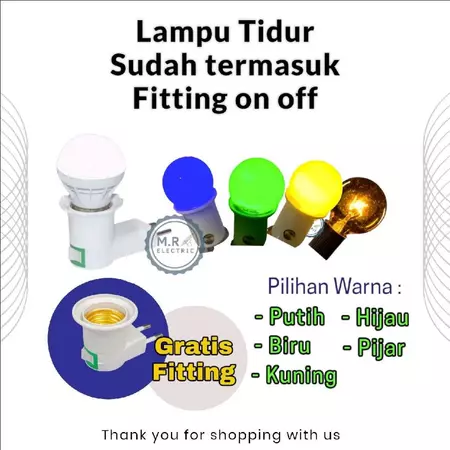 Lampu Tidur
Sudah termasuk
Fitting on off
M.R
ELECTRIC
Pilihan Warna :
- Putih
- Hijau
- Biru
- Pijar
- Kuning
Gratis
Fitting
Thank you for shopping with us